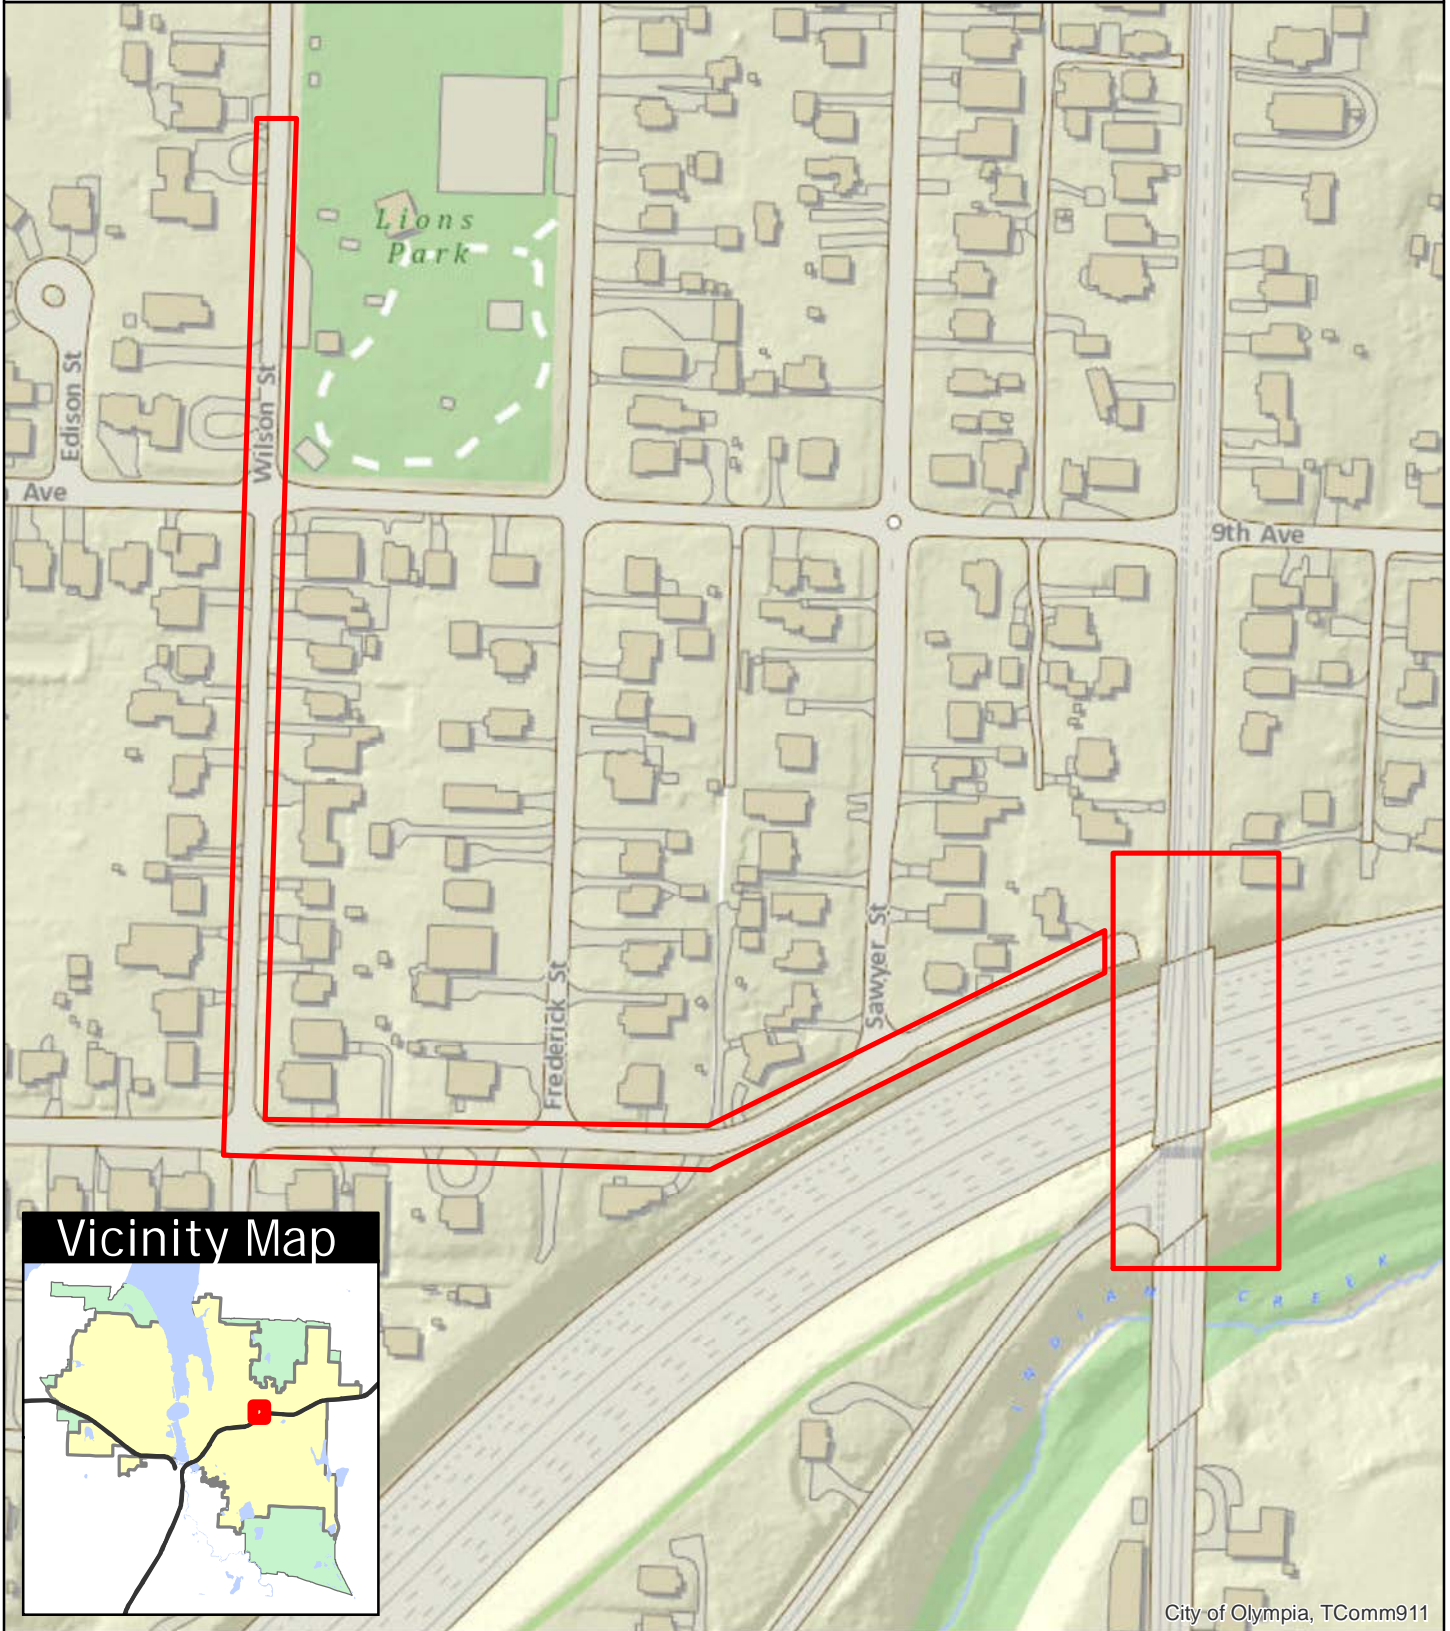 Lions
Park
Edison St
Wilson St
Ave
9th Ave
Sawyer St
Frederick St
Vicinity Map
INDIAN CREEK
City of Olympia, TComm911